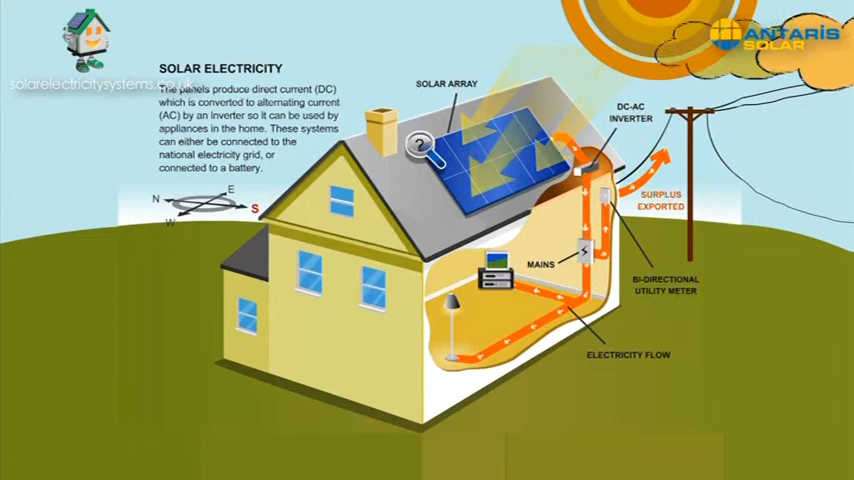 ANTARIS
SOLAR
solarelectricitysystems.co.uk
SOLAR ELECTRICITY
The panels produce direct current (DC)
which is converted to alternating current
(AC) by an inverter so it can be used by
appliances in the home. These systems
can either be connected to the
national electricity grid, or
connected to a battery.
N
E
S
W
SOLAR ARRAY
?
DC-AC
INVERTER
SURPLUS
EXPORTED
MAINS
BI-DIRECTIONAL
UTILITY METER
ELECTRICITY FLOW